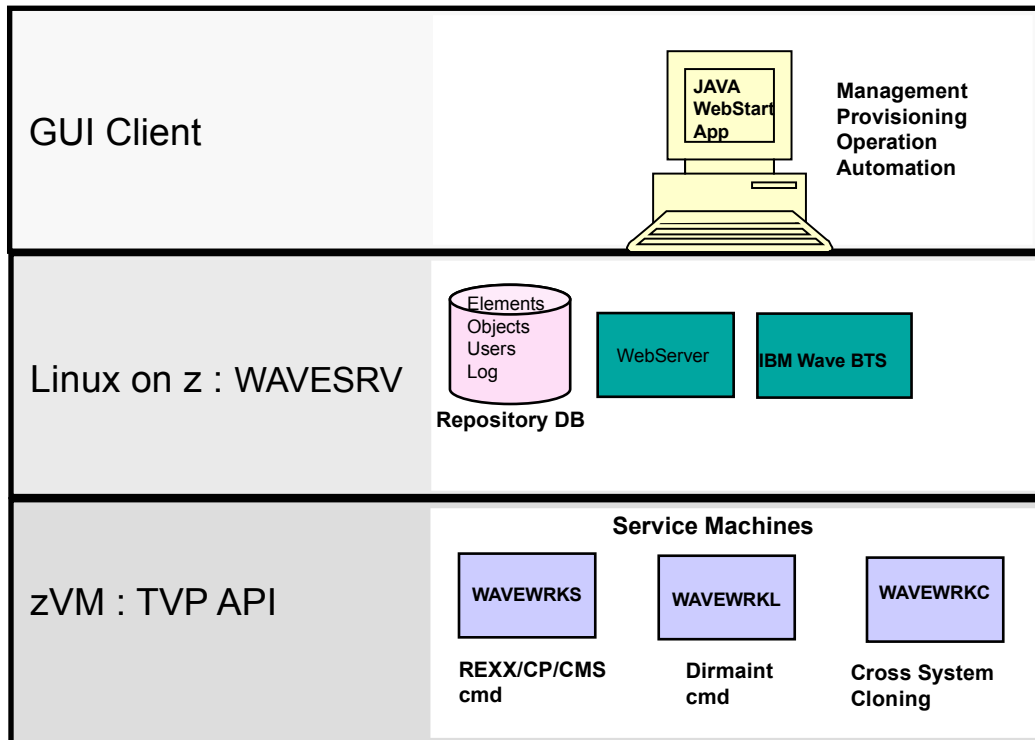 GUI Client
JAVA
WebStart
App
Management
Provisioning
Operation
Automation
Linux on z : WAVESRV
Elements
Objects
Users
Log
Repository DB
WebServer
IBM Wave BTS
zVM : TVP API
Service Machines
WAVEWRKS
WAVEWRKL
WAVEWRKC
REXX/CP/CMS
cmd
Dirmaint
cmd
Cross System
Cloning